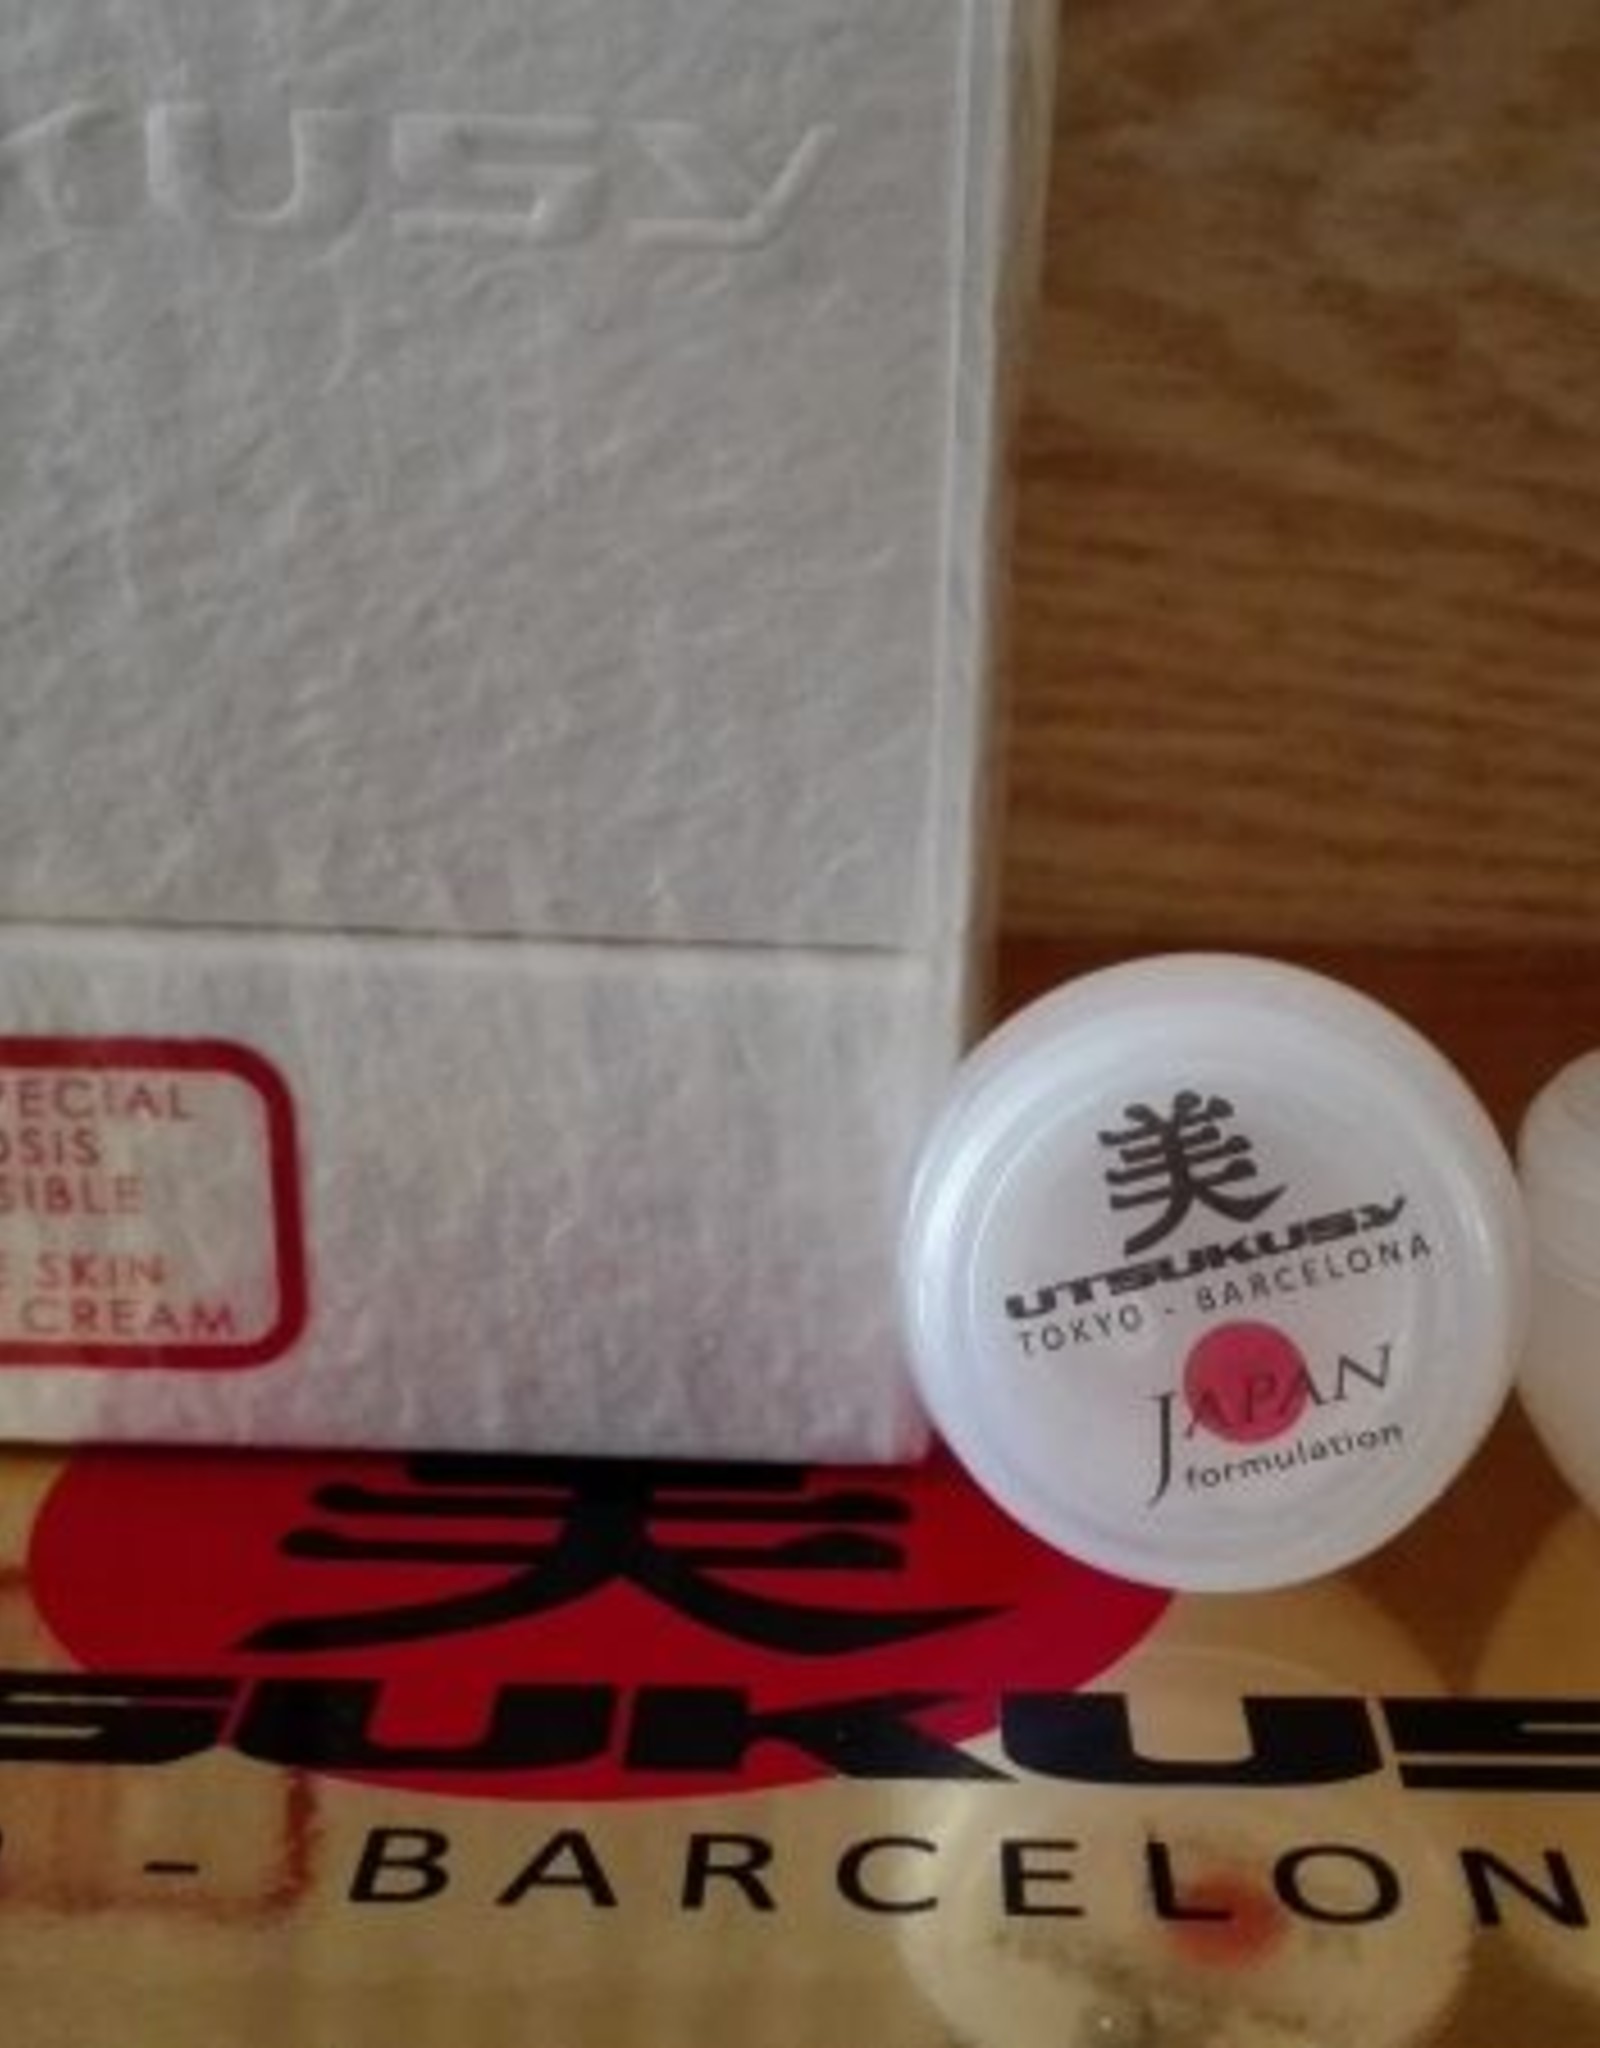 KUSY
PECIAL
OSIS
SIBLE
E SKIN
CREAM
美
UTSUKUSY
TOKYO - BARCELONA
JAPAN
formulation
美
SUKUS
- BARCELON